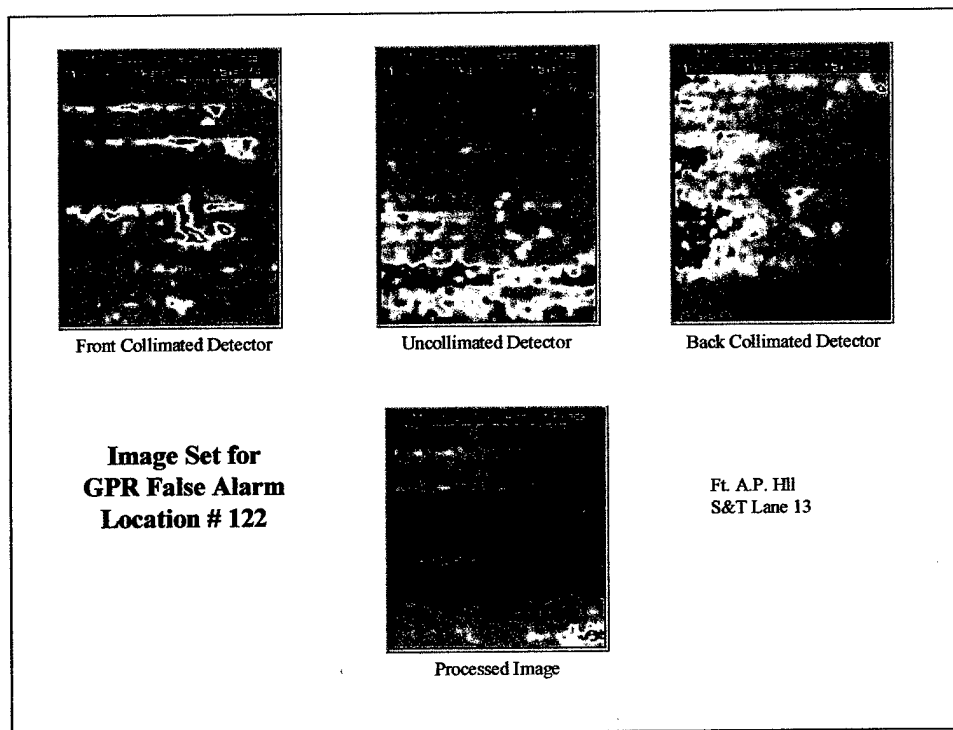 Front Collimated Detector
Uncollimated Detector
Back Collimated Detector
Image Set for
GPR False Alarm
Location # 122
Ft. A.P. Hill
S&T Lane 13
Processed Image